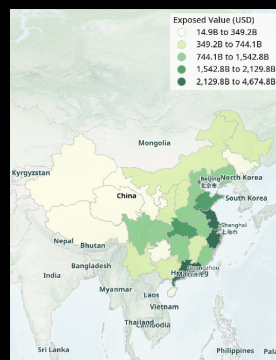 Exposed Value (USD)
14.9B to 349.2B
349.2B to 744.1B
744.1B to 1,542.8B
1,542.8B to 2,129.8B
2,129.8B to 4,674.8B
Mongolia
Kyrgyzstan
Beijing
北京市
North Korea
China
South Korea
Shanghai
上海市
Nepal
Bhutan
Bangladesh
Guangzhou
India
Myanmar
Laos
Vietnam
Thailand
Cambodia
Sri Lanka
Philippines